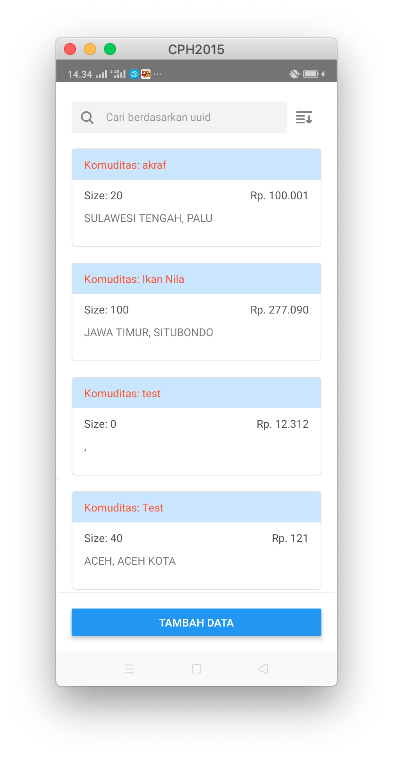 CPH2015
14.34
Cari berdasarkan uuid
Komuditas: akraf
Size: 20 Rp. 100.001
SULAWESI TENGAH, PALU
Komuditas: Ikan Nila
Size: 100 Rp. 277.090
JAWA TIMUR, SITUBONDO
Komuditas: test
Size: 0 Rp. 12.312
,
Komuditas: Test
Size: 40 Rp. 121
ACEH, ACEH KOTA
TAMBAH DATA